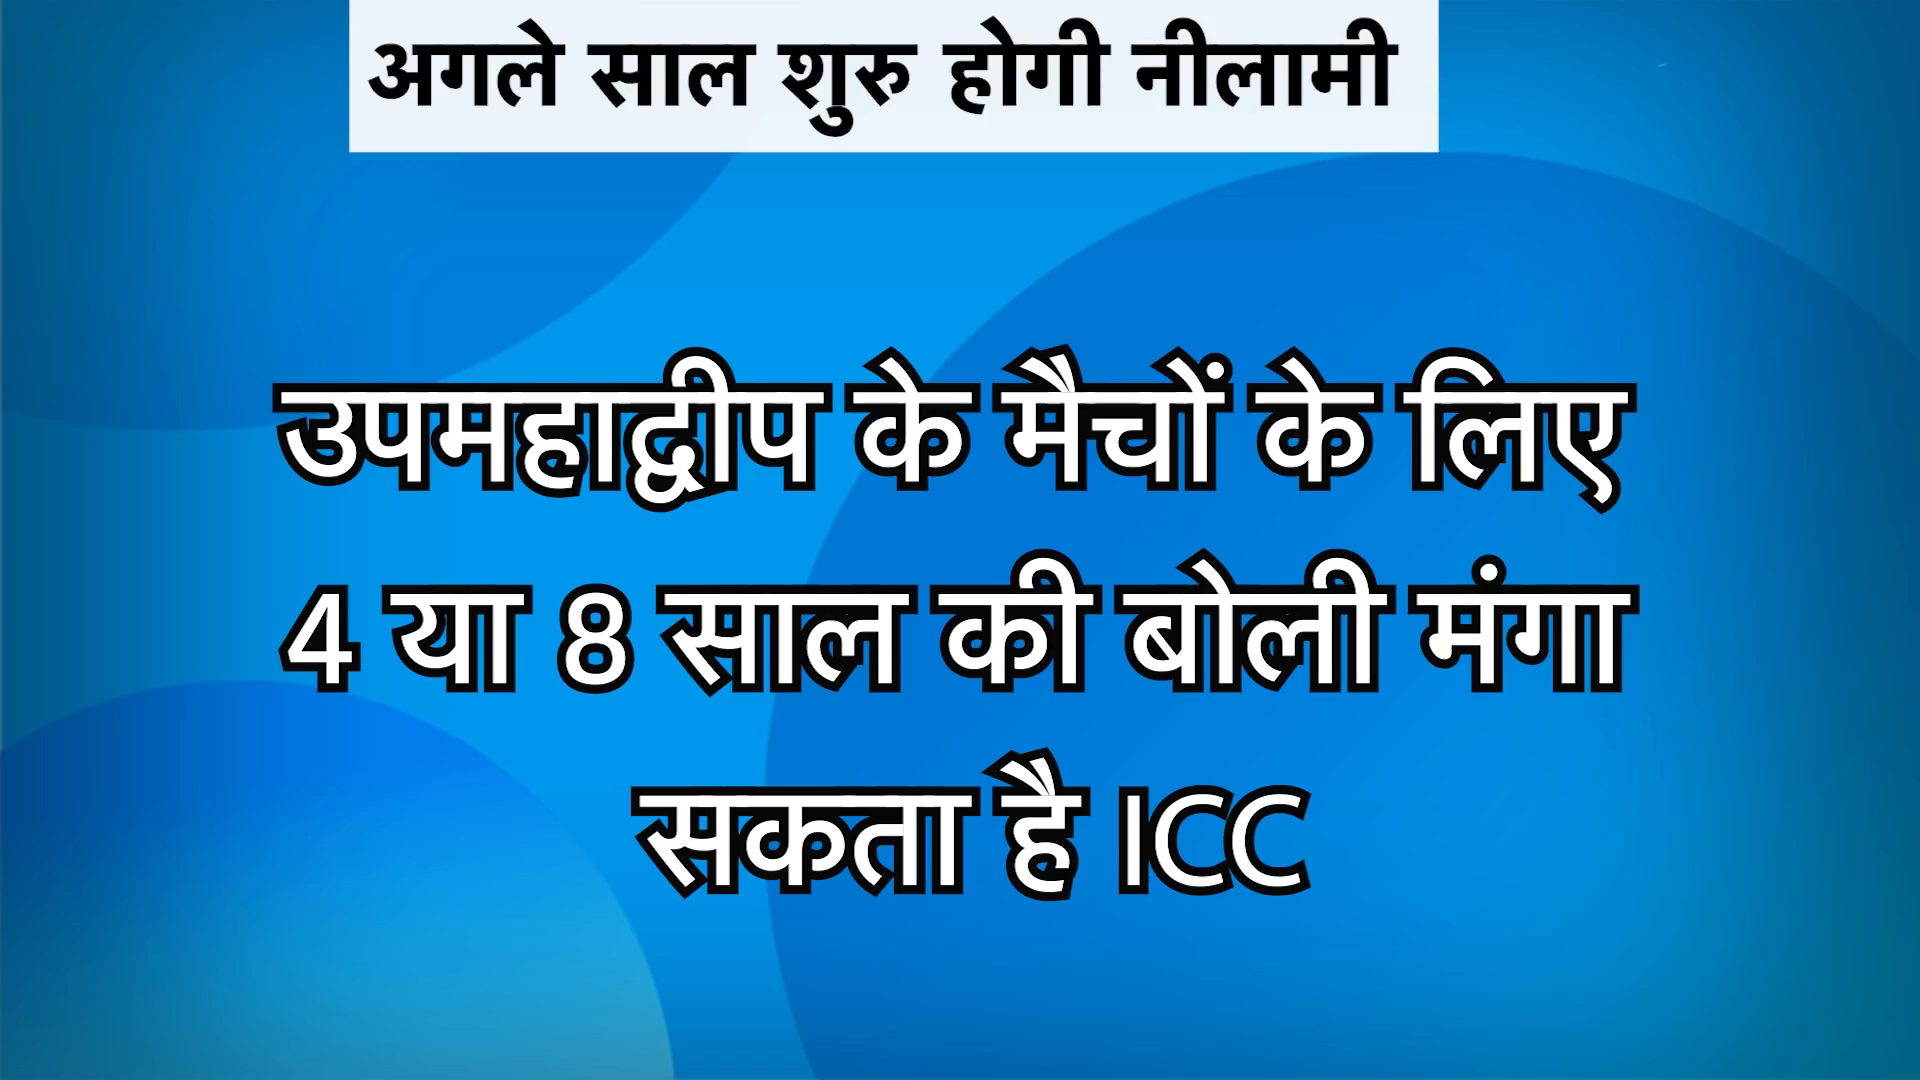 अगले साल शुरु होगी नीलामी
उपमहाद्वीप के मैचों के लिए
4 या 8 साल की बोली मंगा
सकता है ICC